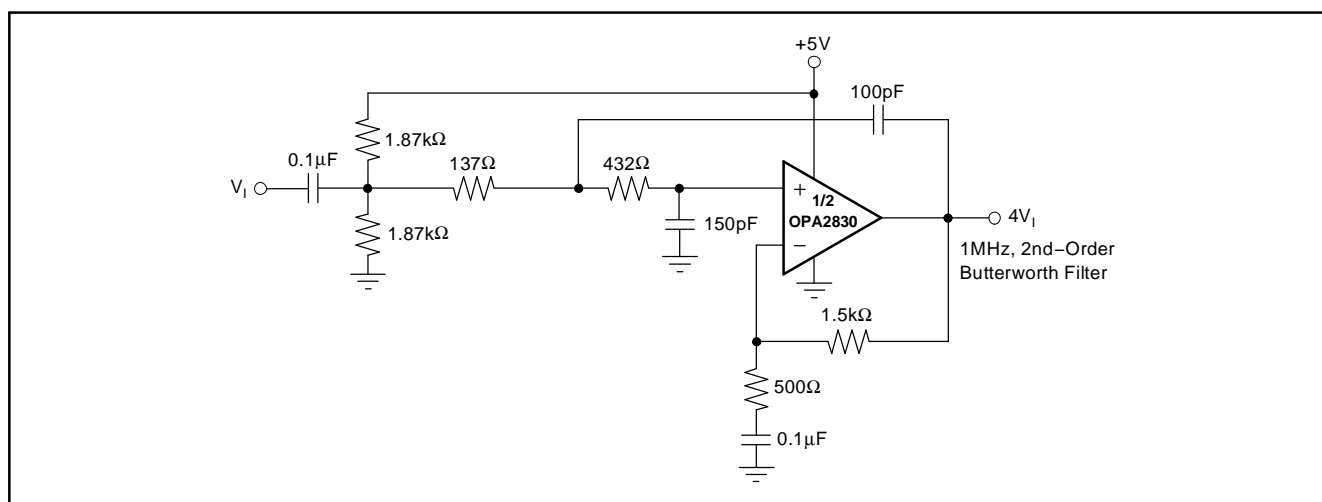 +5V
100pF
1.87kΩ
0.1μF
137Ω
432Ω
V_I
+
1/2
OPA2830
−
150pF
4V_I
1.87kΩ
1MHz, 2nd−Order
Butterworth Filter
1.5kΩ
500Ω
0.1μF